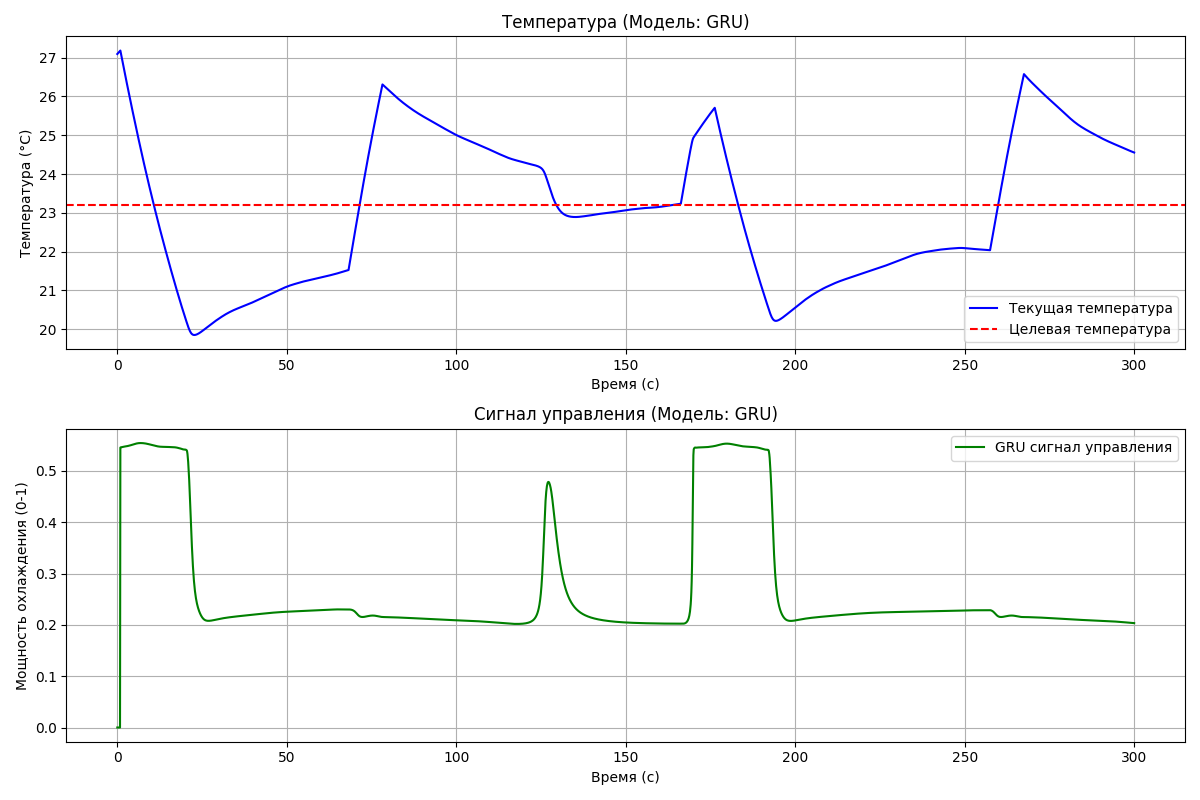 Температура (Модель: GRU)
Температура (°C)
27
26
25
24
23
22
21
20
Текущая температура
Целевая температура
0 50 100 150 200 250 300
Время (с)
Сигнал управления (Модель: GRU)
Мощность охлаждения (0-1)
GRU сигнал управления
0.5
0.4
0.3
0.2
0.1
0.0
0 50 100 150 200 250 300
Время (с)